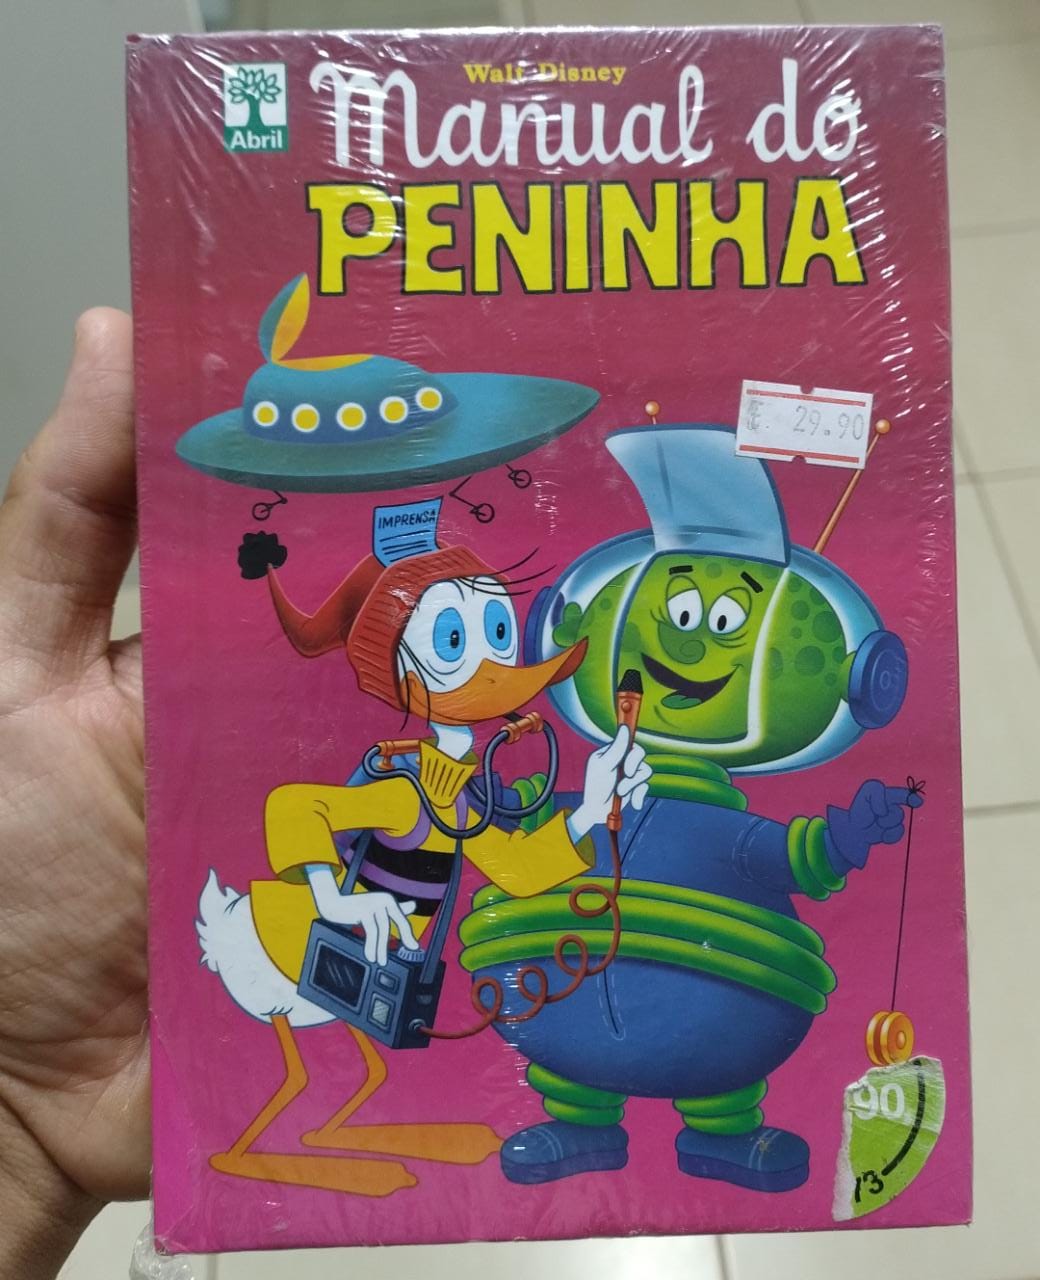 Walt Disney
Abril
Manual do
PENINHA
29.90
IMPRENSA
90
13